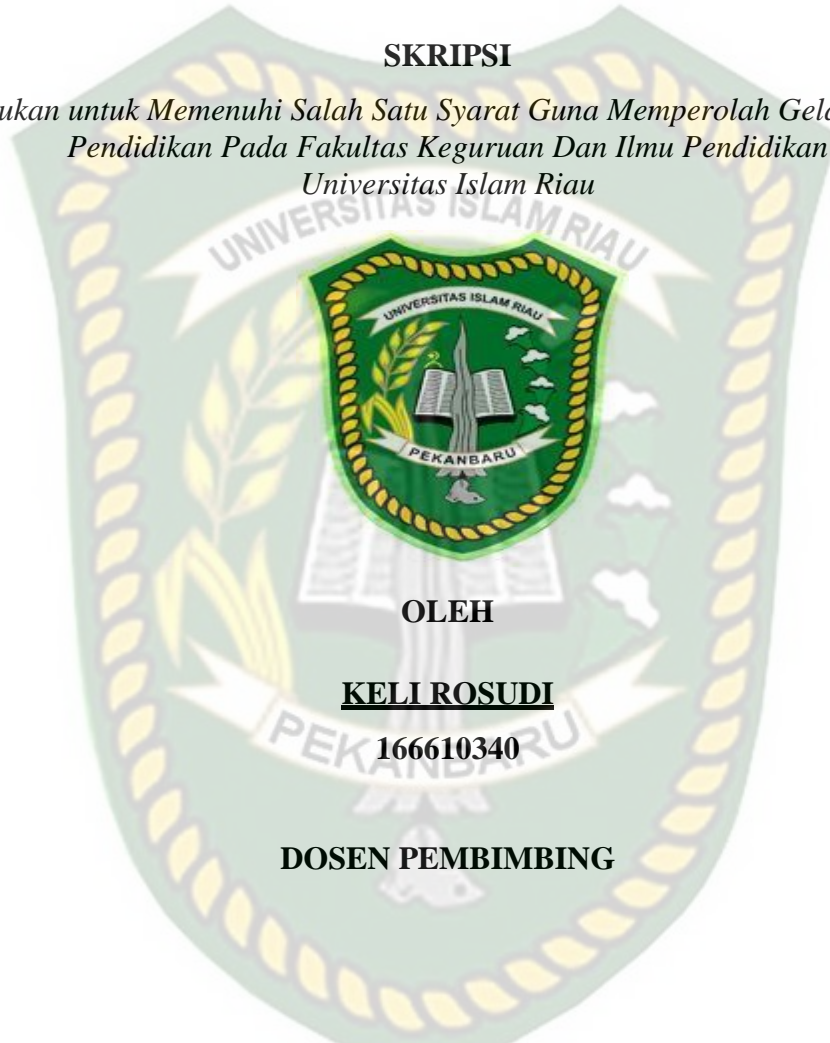 SKRIPSI
ukan untuk Memenuhi Salah Satu Syarat Guna Memperolah Gela
Pendidikan Pada Fakultas Keguruan Dan Ilmu Pendidikan
Universitas Islam Riau
UNIVERSITAS ISLAM RIAU
UNIVERSITAS ISLAM RIAU
PEKANBARU
OLEH
KELI ROSUDI
PEKANBARU
166610340
DOSEN PEMBIMBING